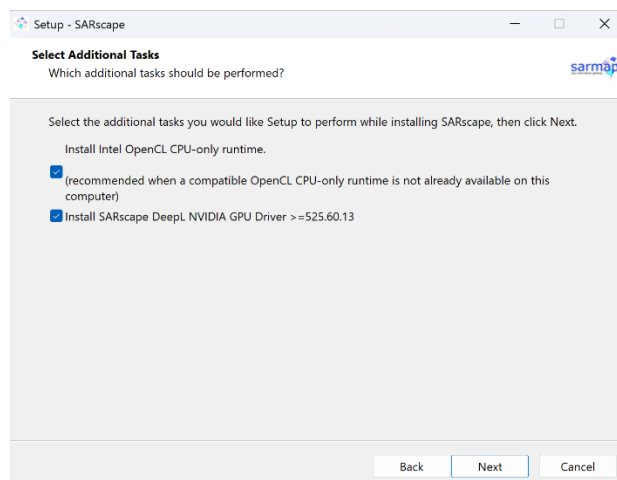 Setup - SARscape
Select Additional Tasks
Which additional tasks should be performed?
sarmap
Select the additional tasks you would like Setup to perform while installing SARscape, then click Next.
Install Intel OpenCL CPU-only runtime.
(recommended when a compatible OpenCL CPU-only runtime is not already available on this
computer)
Install SARscape DeepL NVIDIA GPU Driver >=525.60.13
Back
Next
Cancel